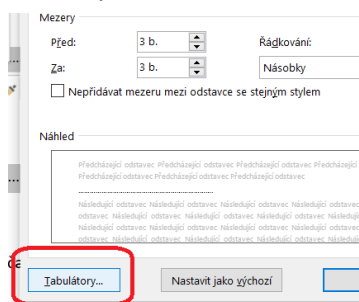 Mezery
Před: 3 b. Řádkování:
Za: 3 b. Násobky
Nepřidávat mezeru mezi odstavce se stejným stylem
Náhled
Předcházející odstavec Předcházející odstavec Předcházející odstavec Předcházející
Předcházející odstavec Předcházející odstavec Předcházející odstavec
Následující odstavec Následující odstavec Následující odstavec Následující odstavec
odstavec Následující odstavec Následující odstavec Následující odstavec
Následující odstavec Následující odstavec Následující odstavec Následující odstavec
odstavec Následující odstavec Následující odstavec Následující odstavec
Tabulátory... Nastavit jako výchozí